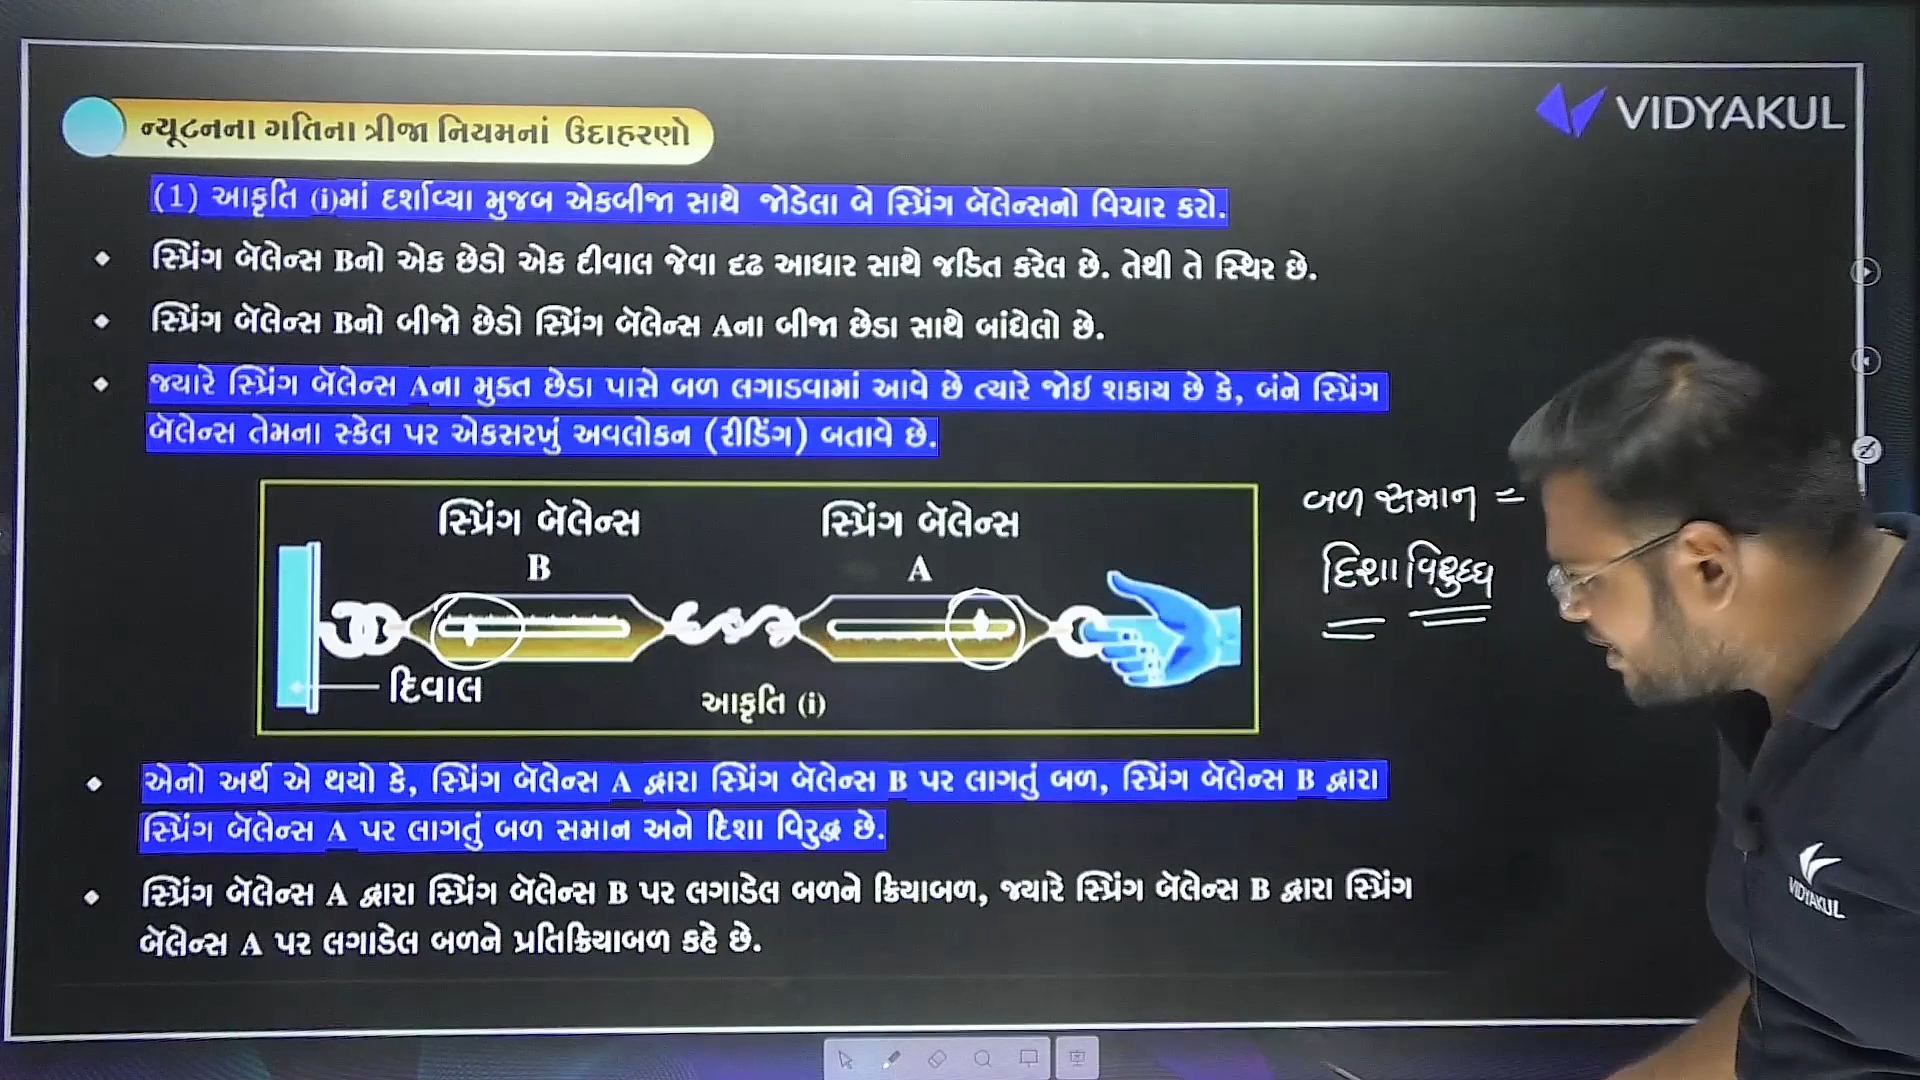 ન્યૂટનના ગતિના ત્રીજા નિયમનાં ઉદાહરણો
VIDYAKUL
(1) આકૃતિ (i)માં દર્શાવ્યા મુજબ એકબીજા સાથે જોડેલા બે સ્પ્રિંગ બૅલેન્સનો વિચાર કરો.
સ્પ્રિંગ બૅલેન્સ Bનો એક છેડો એક દીવાલ જેવા દૃઢ આધાર સાથે જડિત કરેલ છે. તેથી તે સ્થિર છે.
સ્પ્રિંગ બૅલેન્સ Bનો બીજો છેડો સ્પ્રિંગ બૅલેન્સ Aના બીજા છેડા સાથે બાંધેલો છે.
જ્યારે સ્પ્રિંગ બૅલેન્સ Aના મુક્ત છેડા પાસે બળ લગાડવામાં આવે છે ત્યારે જોઈ શકાય છે કે, બંને સ્પ્રિંગ
બૅલેન્સ તેમના સ્કેલ પર એકસરખું અવલોકન (રીડિંગ) બતાવે છે.
સ્પ્રિંગ બૅલેન્સ
B
સ્પ્રિંગ બૅલેન્સ
A
દિવાલ
આકૃતિ (i)
બળ સમાન =
દિશા વિરુદ્ધ
એનો અર્થ એ થયો કે, સ્પ્રિંગ બૅલેન્સ A દ્વારા સ્પ્રિંગ બૅલેન્સ B પર લાગતું બળ, સ્પ્રિંગ બૅલેન્સ B દ્વારા
સ્પ્રિંગ બૅલેન્સ A પર લાગતું બળ સમાન અને દિશા વિરુદ્ધ છે.
સ્પ્રિંગ બૅલેન્સ A દ્વારા સ્પ્રિંગ બૅલેન્સ B પર લગાડેલ બળને ક્રિયાબળ, જ્યારે સ્પ્રિંગ બૅલેન્સ B દ્વારા સ્પ્રિંગ
બૅલેન્સ A પર લગાડેલ બળને પ્રતિક્રિયાબળ કહે છે.
VIDYAKUL